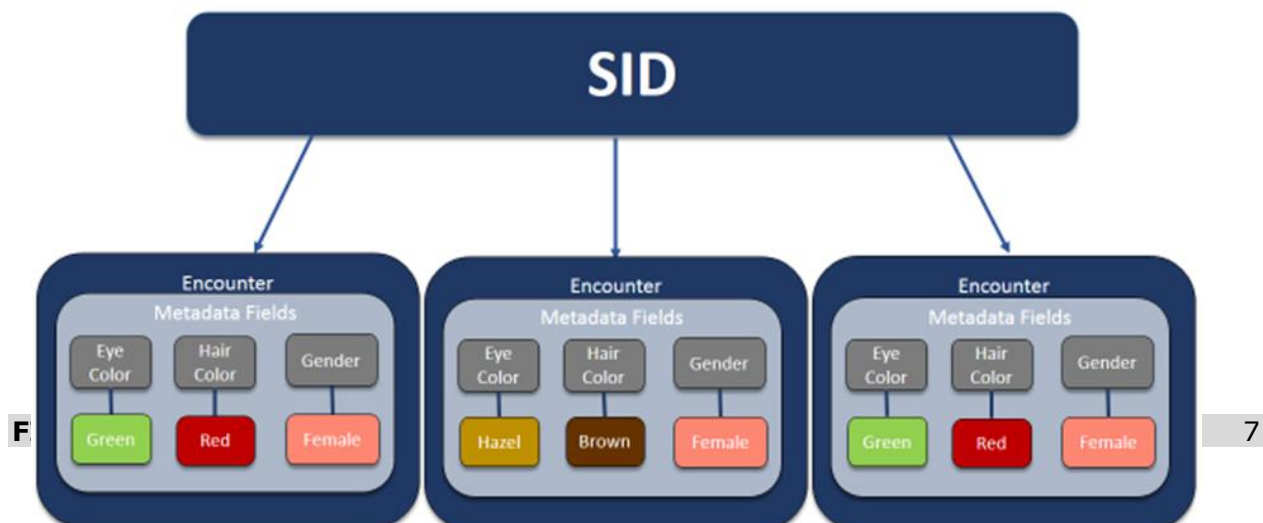 SID
Encounter
Metadata Fields
Eye
Color
Hair
Color
Gender
Green
Red
Female
Encounter
Metadata Fields
Eye
Color
Hair
Color
Gender
Hazel
Brown
Female
Encounter
Metadata Fields
Eye
Color
Hair
Color
Gender
Green
Red
Female
7